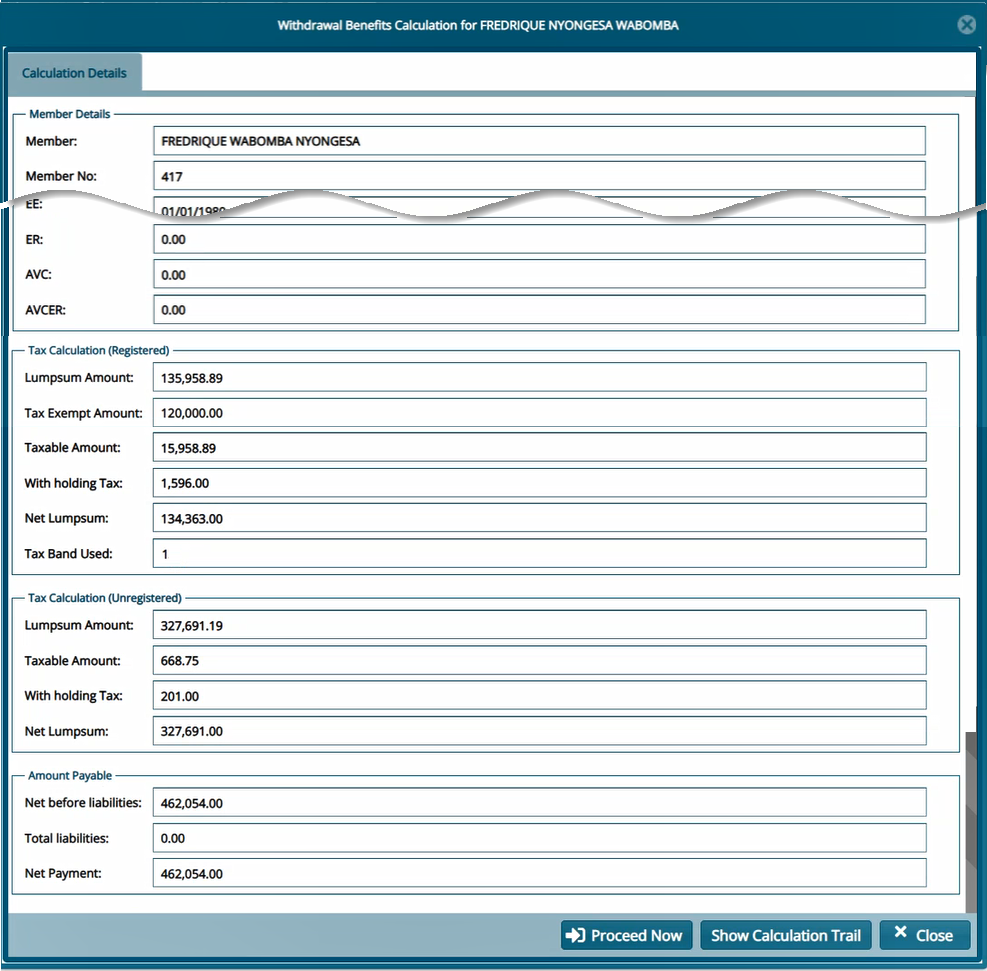 Withdrawal Benefits Calculation for FREDRIQUE NYONGESA WABOMBA
Calculation Details
Member Details
Member: FREDRIQUE WABOMBA NYONGESA
Member No: 417
EE: 01/01/1980
ER: 0.00
AVC: 0.00
AVCER: 0.00
Tax Calculation (Registered)
Lumpsum Amount: 135,958.89
Tax Exempt Amount: 120,000.00
Taxable Amount: 15,958.89
With holding Tax: 1,596.00
Net Lumpsum: 134,363.00
Tax Band Used: 1
Tax Calculation (Unregistered)
Lumpsum Amount: 327,691.19
Taxable Amount: 668.75
With holding Tax: 201.00
Net Lumpsum: 327,691.00
Amount Payable
Net before liabilities: 462,054.00
Total liabilities: 0.00
Net Payment: 462,054.00
Proceed Now Show Calculation Trail Close